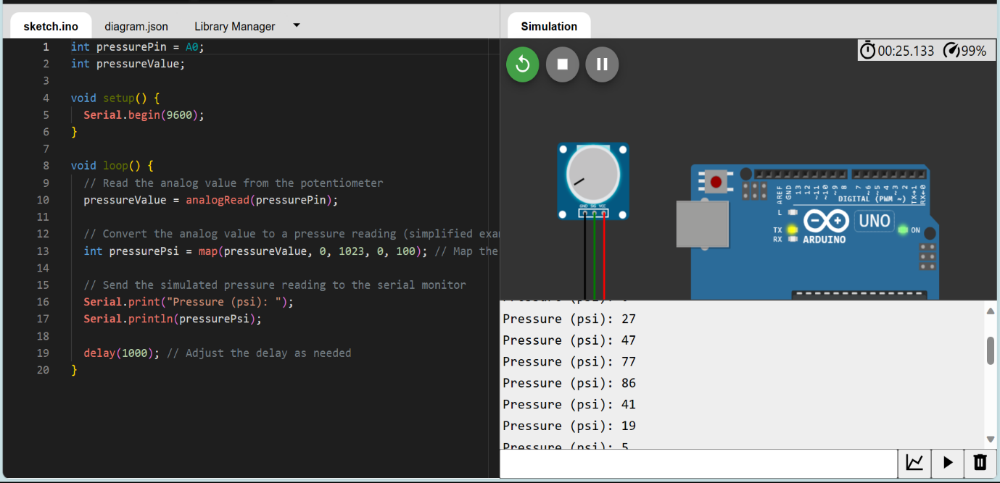 sketch.ino diagram.json Library Manager
1 int pressurePin = A0;
2 int pressureValue;
3
4 void setup() {
5 Serial.begin(9600);
6 }
7
8 void loop() {
9 // Read the analog value from the potentiometer
10 pressureValue = analogRead(pressurePin);
11
12 // Convert the analog value to a pressure reading (simplified exa
13 int pressurePsi = map(pressureValue, 0, 1023, 0, 100); // Map the
14
15 // Send the simulated pressure reading to the serial monitor
16 Serial.print("Pressure (psi): ");
17 Serial.println(pressurePsi);
18
19 delay(1000); // Adjust the delay as needed
20 }
Simulation
00:25.133 99%
GND SIG VCC
AREF
GND
13
12
~11
~10
~9
8
7
~6
~5
4
~3
2
TX→1
RX←0
DIGITAL (PWM ~)
L
TX
RX
UNO
ON
ARDUINO
Pressure (psi): 27
Pressure (psi): 47
Pressure (psi): 77
Pressure (psi): 86
Pressure (psi): 41
Pressure (psi): 19
Pressure (psi): 5